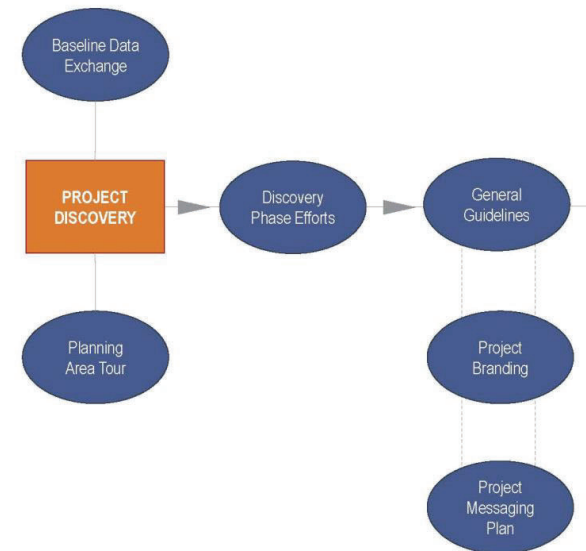 Baseline Data
Exchange
PROJECT
DISCOVERY
Discovery
Phase Efforts
General
Guidelines
Planning
Area Tour
Project
Branding
Project
Messaging
Plan